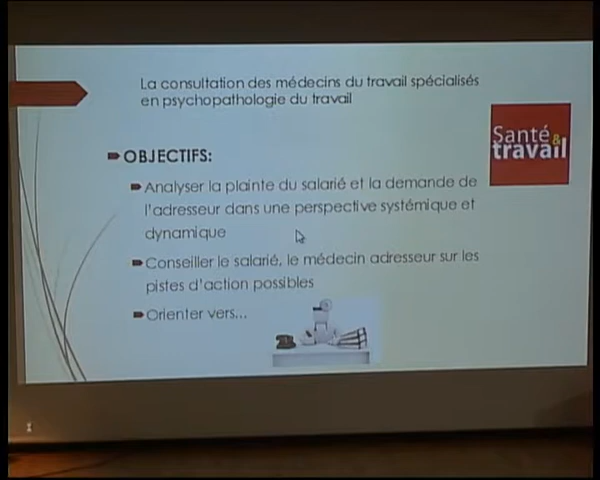 La consultation des médecins du travail spécialisés
en psychopathologie du travail
Santé &
travail
OBJECTIFS:
Analyser la plainte du salarié et la demande de
l'adresseur dans une perspective systémique et
dynamique
Conseiller le salarié, le médecin adresseur sur les
pistes d'action possibles
Orienter vers...